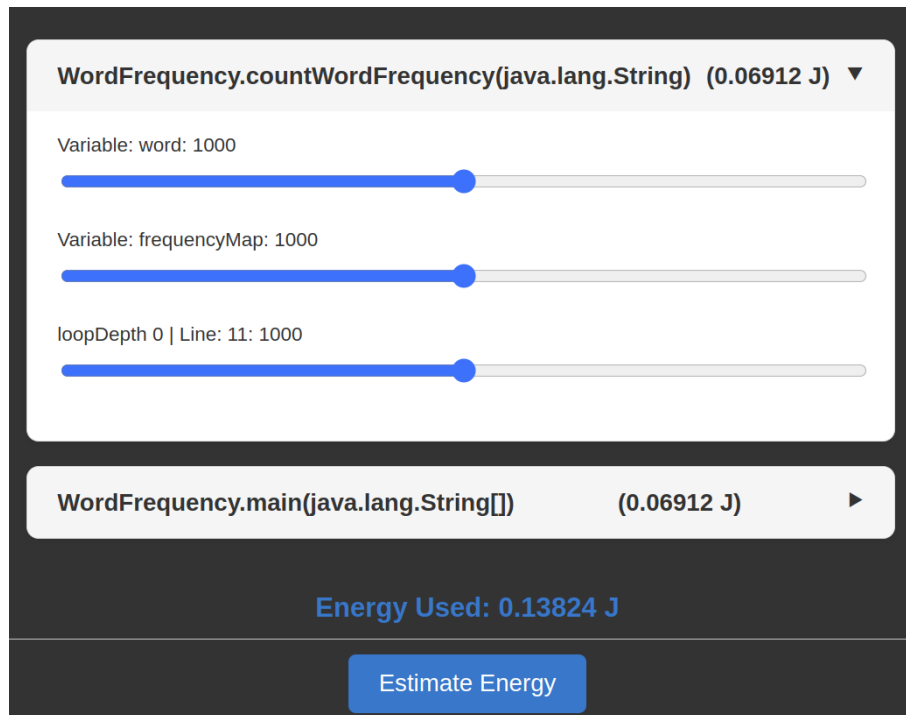 WordFrequency.countWordFrequency(java.lang.String) (0.06912 J) ▼
Variable: word: 1000
Variable: frequencyMap: 1000
loopDepth 0 | Line: 11: 1000
WordFrequency.main(java.lang.String[]) (0.06912 J) ▶
Energy Used: 0.13824 J
Estimate Energy